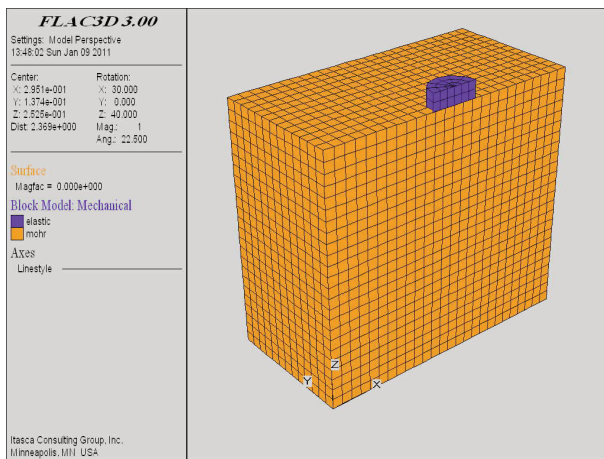 FLAC3D 3.00
Settings: Model Perspective
13:48:02 Sun Jan 09 2011
Center: Rotation:
X: 2.951e-001 X: 30.000
Y: 1.374e-001 Y: 0.000
Z: 2.525e-001 Z: 40.000
Dist: 2.369e+000 Mag.: 1
Ang.: 22.500
Surface
Magfac = 0.000e+000
Block Model: Mechanical
elastic
mohr
Axes
Linestyle
Z
Y X
Itasca Consulting Group, Inc.
Minneapolis, MN USA